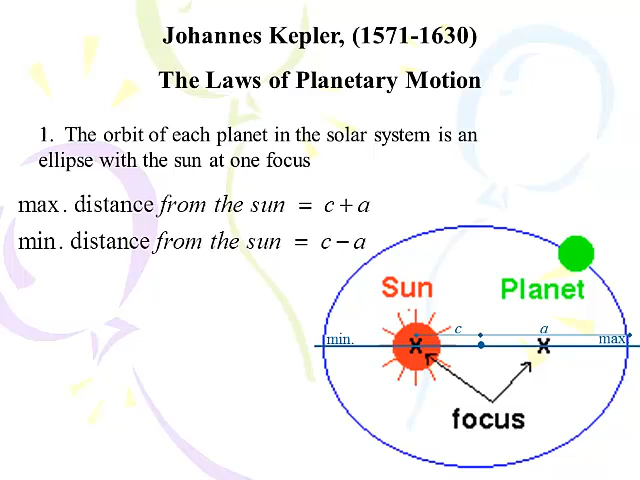 Johannes Kepler, (1571-1630)
The Laws of Planetary Motion
1. The orbit of each planet in the solar system is an
ellipse with the sun at one focus
max. distance from the sun = c + a
min. distance from the sun = c − a
Sun
Planet
c
a
min.
max
x
x
focus